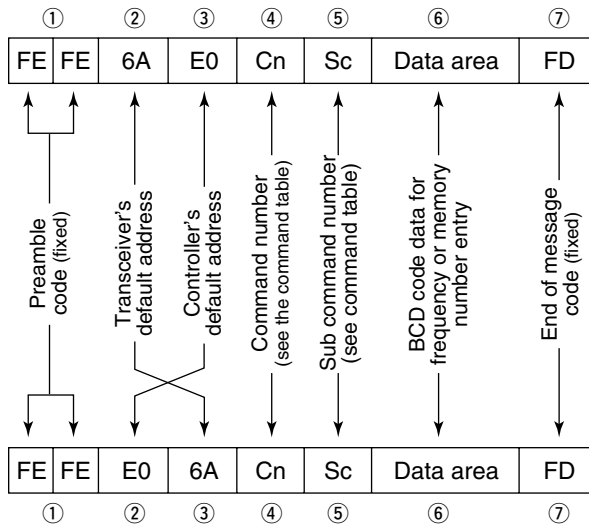 ① ② ③ ④ ⑤ ⑥ ⑦
FE FE 6A E0 Cn Sc Data area FD
Preamble
code (fixed)
Transceiver's
default address
Controller's
default address
Command number
(see the command table)
Sub command number
(see command table)
BCD code data for
frequency or memory
number entry
End of message
code (fixed)
FE FE E0 6A Cn Sc Data area FD
① ② ③ ④ ⑤ ⑥ ⑦